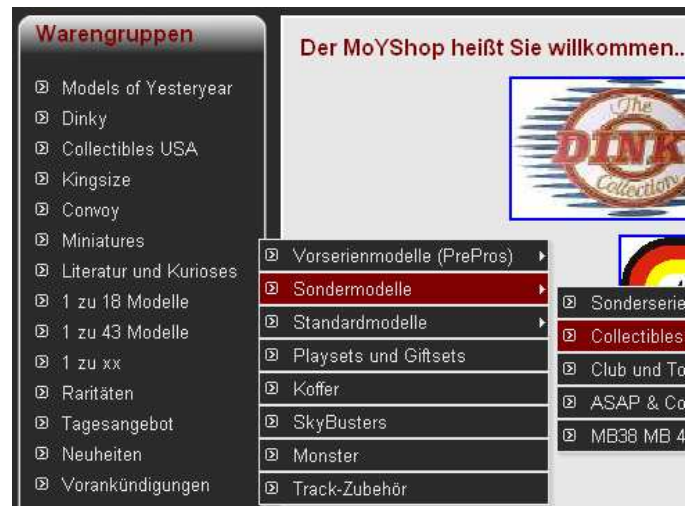 Warengruppen
Models of Yesteryear
Dinky
Collectibles USA
Kingsize
Convoy
Miniatures
Literatur und Kurioses
1 zu 18 Modelle
1 zu 43 Modelle
1 zu xx
Raritäten
Tagesangebot
Neuheiten
Vorankündigungen
Der MoYShop heißt Sie willkommen..
The
DINK
Collection
Vorserienmodelle (PrePros)
Sondermodelle
Standardmodelle
Playsets und Giftsets
Koffer
SkyBusters
Monster
Track-Zubehör
Sonderserie
Collectibles
Club und To
ASAP & Co
MB38 MB 4